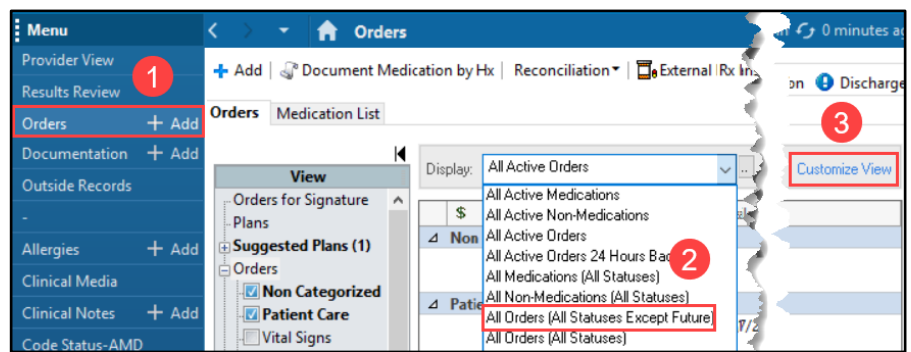 Menu
Orders
0 minutes ag
Provider View
1
Results Review
Orders + Add
Documentation + Add
Outside Records
-
Allergies + Add
Clinical Media
Clinical Notes + Add
Code Status-AMD
+ Add | Document Medication by Hx | Reconciliation | External Rx
on Discharge
Orders Medication List
3
View
Orders for Signature
Plans
Suggested Plans (1)
Orders
Non Categorized
Patient Care
Vital Signs
Display: All Active Orders ...
Customize View
$
Non
Patie
All Active Medications
All Active Non-Medications
All Active Orders
All Active Orders 24 Hours Bac
2
All Medications (All Statuses)
All Non-Medications (All Statuses)
All Orders (All Statuses Except Future)
All Orders (All Statuses)